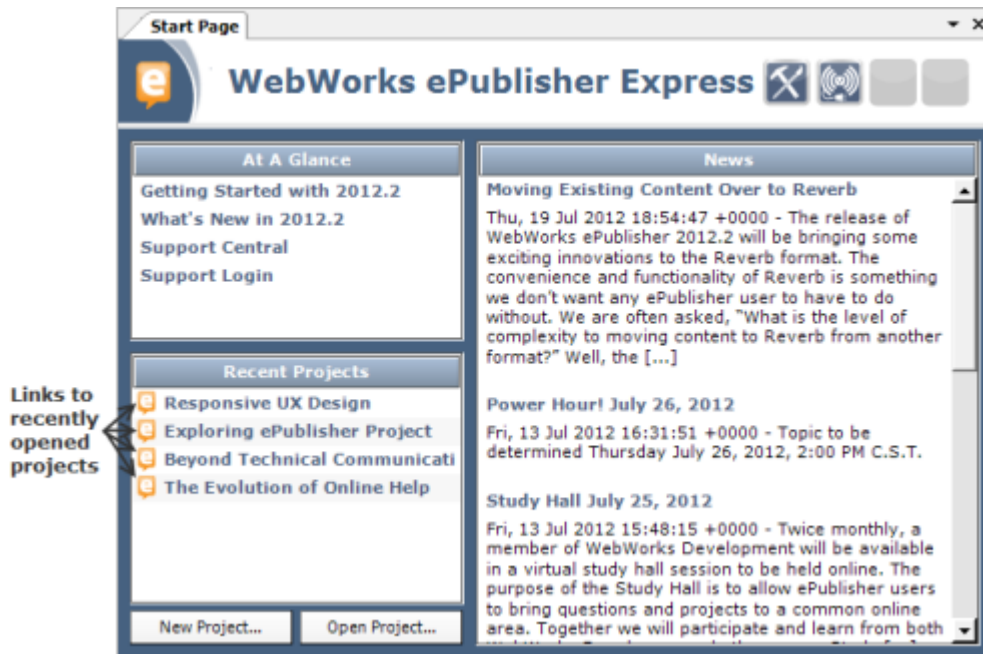 Start Page
WebWorks ePublisher Express
At A Glance
Getting Started with 2012.2
What's New in 2012.2
Support Central
Support Login
Recent Projects
Links to
recently
opened
projects
Responsive UX Design
Exploring ePublisher Project
Beyond Technical Communicati
The Evolution of Online Help
New Project...
Open Project...
News
Moving Existing Content Over to Reverb
Thu, 19 Jul 2012 18:54:47 +0000 - The release of
WebWorks ePublisher 2012.2 will be bringing some
exciting innovations to the Reverb format. The
convenience and functionality of Reverb is something
we don't want any ePublisher user to have to do
without. We are often asked, "What is the level of
complexity to moving content to Reverb from another
format?" Well, the [...]
Power Hour! July 26, 2012
Fri, 13 Jul 2012 16:31:51 +0000 - Topic to be
determined Thursday July 26, 2012, 2:00 PM C.S.T.
Study Hall July 25, 2012
Fri, 13 Jul 2012 15:48:15 +0000 - Twice monthly, a
member of WebWorks Development will be available
in a virtual study hall session to be held online. The
purpose of the Study Hall is to allow ePublisher users
to bring questions and projects to a common online
area. Together we will participate and learn from both